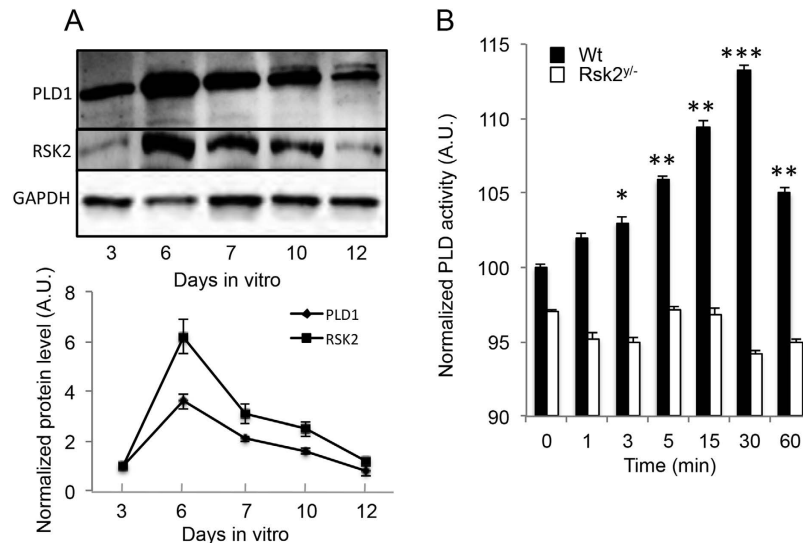 A
PLD1
RSK2
GAPDH
3 6 7 10 12
Days in vitro
Normalized protein level (A.U.)
8
6
4
2
0
PLD1
RSK2
3 6 7 10 12
Days in vitro
B
Normalized PLD activity (A.U.)
115
110
105
100
95
90
Wt
Rsk2y/-
* ** ** *** **
0 1 3 5 15 30 60
Time (min)